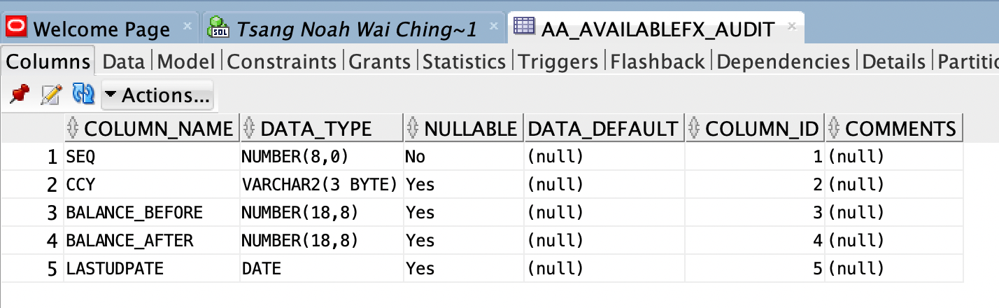 Welcome Page Tsang Noah Wai Ching~1 AA_AVAILABLEFX_AUDIT
Columns Data Model Constraints Grants Statistics Triggers Flashback Dependencies Details Partitic
Actions...
COLUMN_NAME DATA_TYPE NULLABLE DATA_DEFAULT COLUMN_ID COMMENTS
1 SEQ NUMBER(8,0) No (null) 1 (null)
2 CCY VARCHAR2(3 BYTE) Yes (null) 2 (null)
3 BALANCE_BEFORE NUMBER(18,8) Yes (null) 3 (null)
4 BALANCE_AFTER NUMBER(18,8) Yes (null) 4 (null)
5 LASTUDPATE DATE Yes (null) 5 (null)